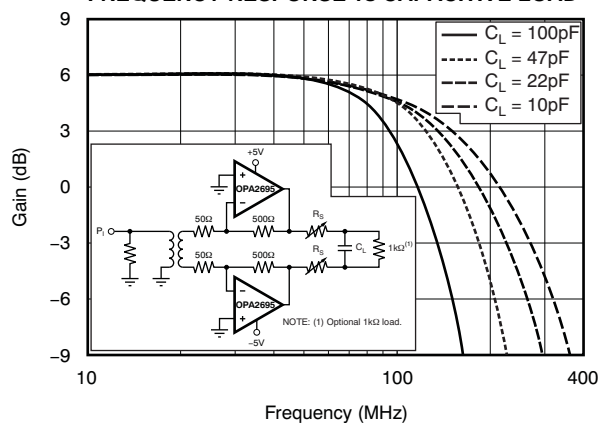 FREQUENCY RESPONSE vs CAPACITIVE LOAD
9
6
3
0
–3
–6
–9
Gain (dB)
C_L = 100pF
C_L = 47pF
C_L = 22pF
C_L = 10pF
+5V
+
OPA2695
–
50Ω
500Ω
R_S
P_I
C_L
1kΩ(1)
50Ω
500Ω
R_S
–
OPA2695
+
–5V
NOTE: (1) Optional 1kΩ load.
10
100
400
Frequency (MHz)